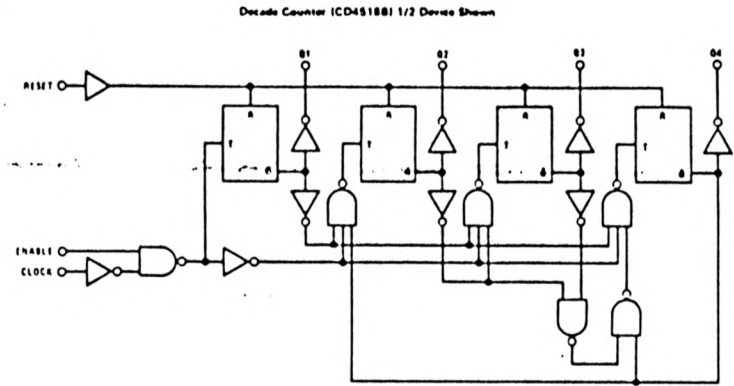 Decade Counter (CD4518B) 1/2 Device Shown
Q1 Q2 Q3 Q4
RESET
R R R R
T T T T
Q Q Q Q
ENABLE
CLOCK